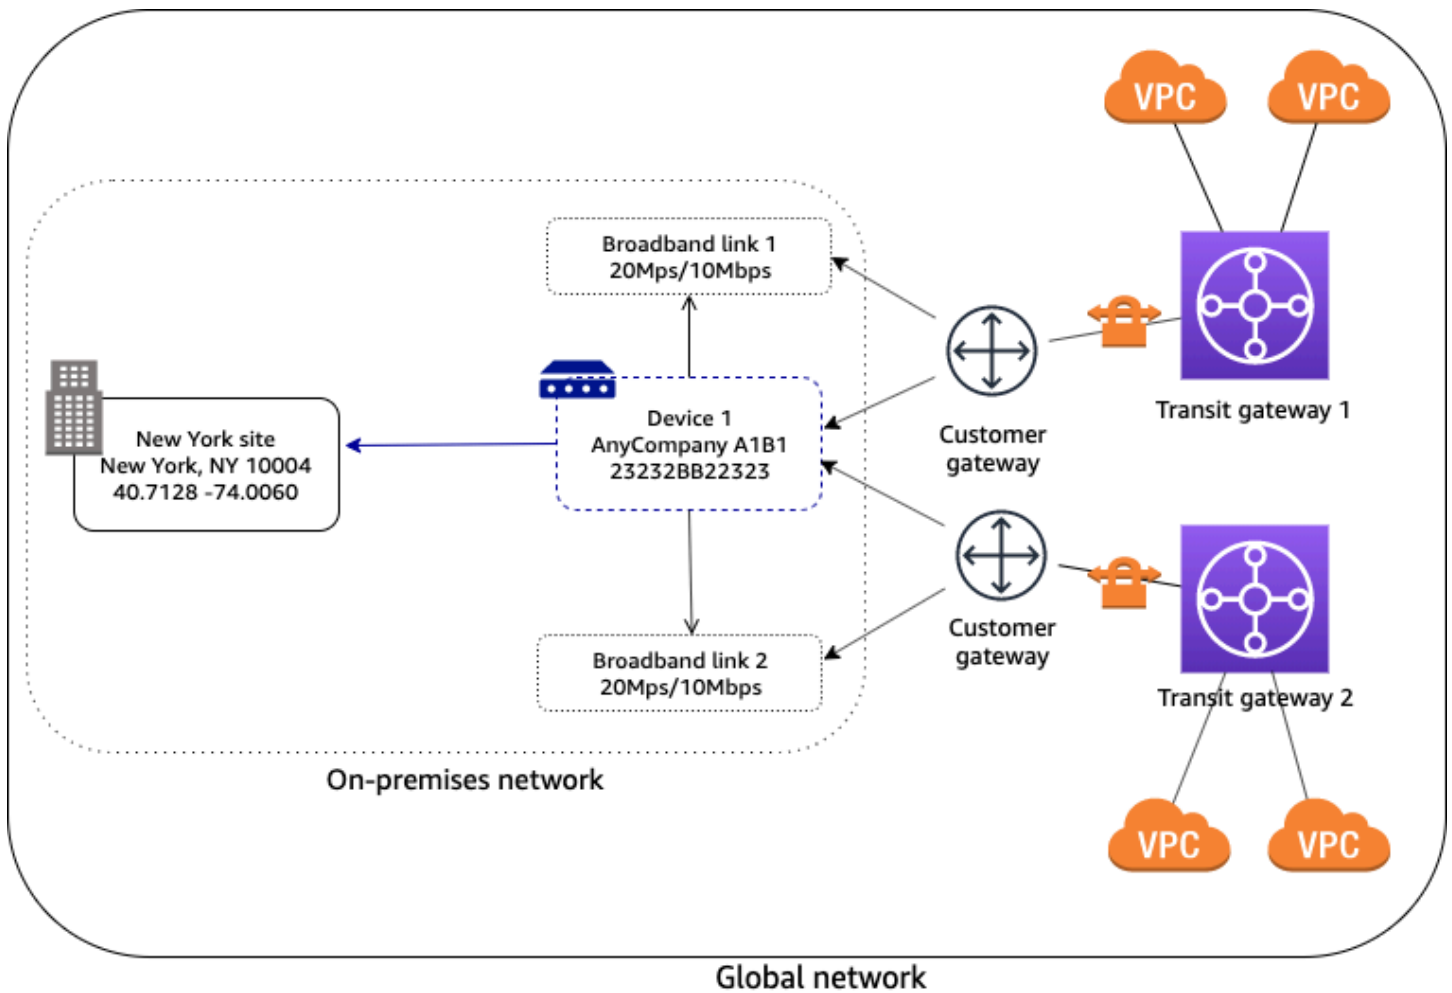 VPC
VPC
Broadband link 1
20Mps/10Mbps
Transit gateway 1
Customer
gateway
Device 1
AnyCompany A1B1
23232BB22323
New York site
New York, NY 10004
40.7128 -74.0060
Customer
gateway
Broadband link 2
20Mps/10Mbps
Transit gateway 2
On-premises network
VPC
VPC
Global network